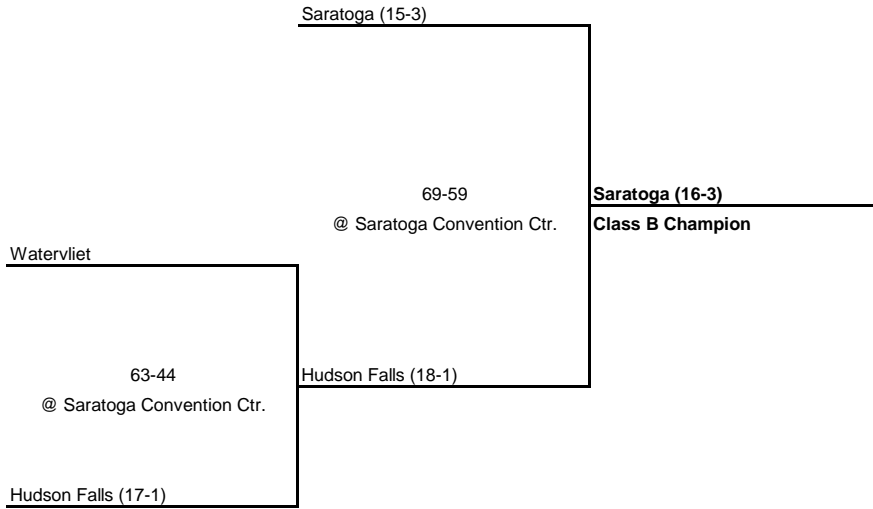 Saratoga (15-3)
69-59
@ Saratoga Convention Ctr.
Saratoga (16-3)
Class B Champion
Watervliet
63-44
@ Saratoga Convention Ctr.
Hudson Falls (18-1)
Hudson Falls (17-1)